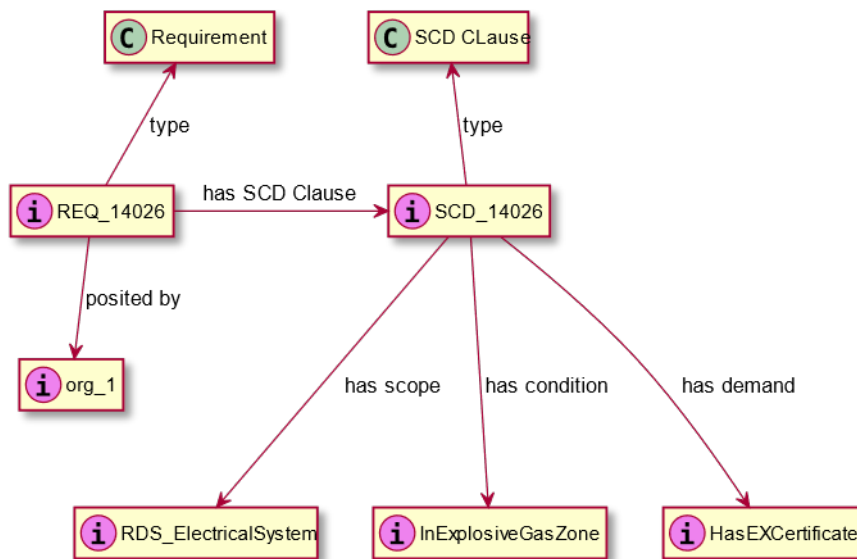 C Requirement
C SCD CLause
type
type
has SCD Clause
i REQ_14026
i SCD_14026
posited by
i org_1
has scope
has condition
has demand
i RDS_ElectricalSystem
i InExplosiveGasZone
i HasEXCertificate